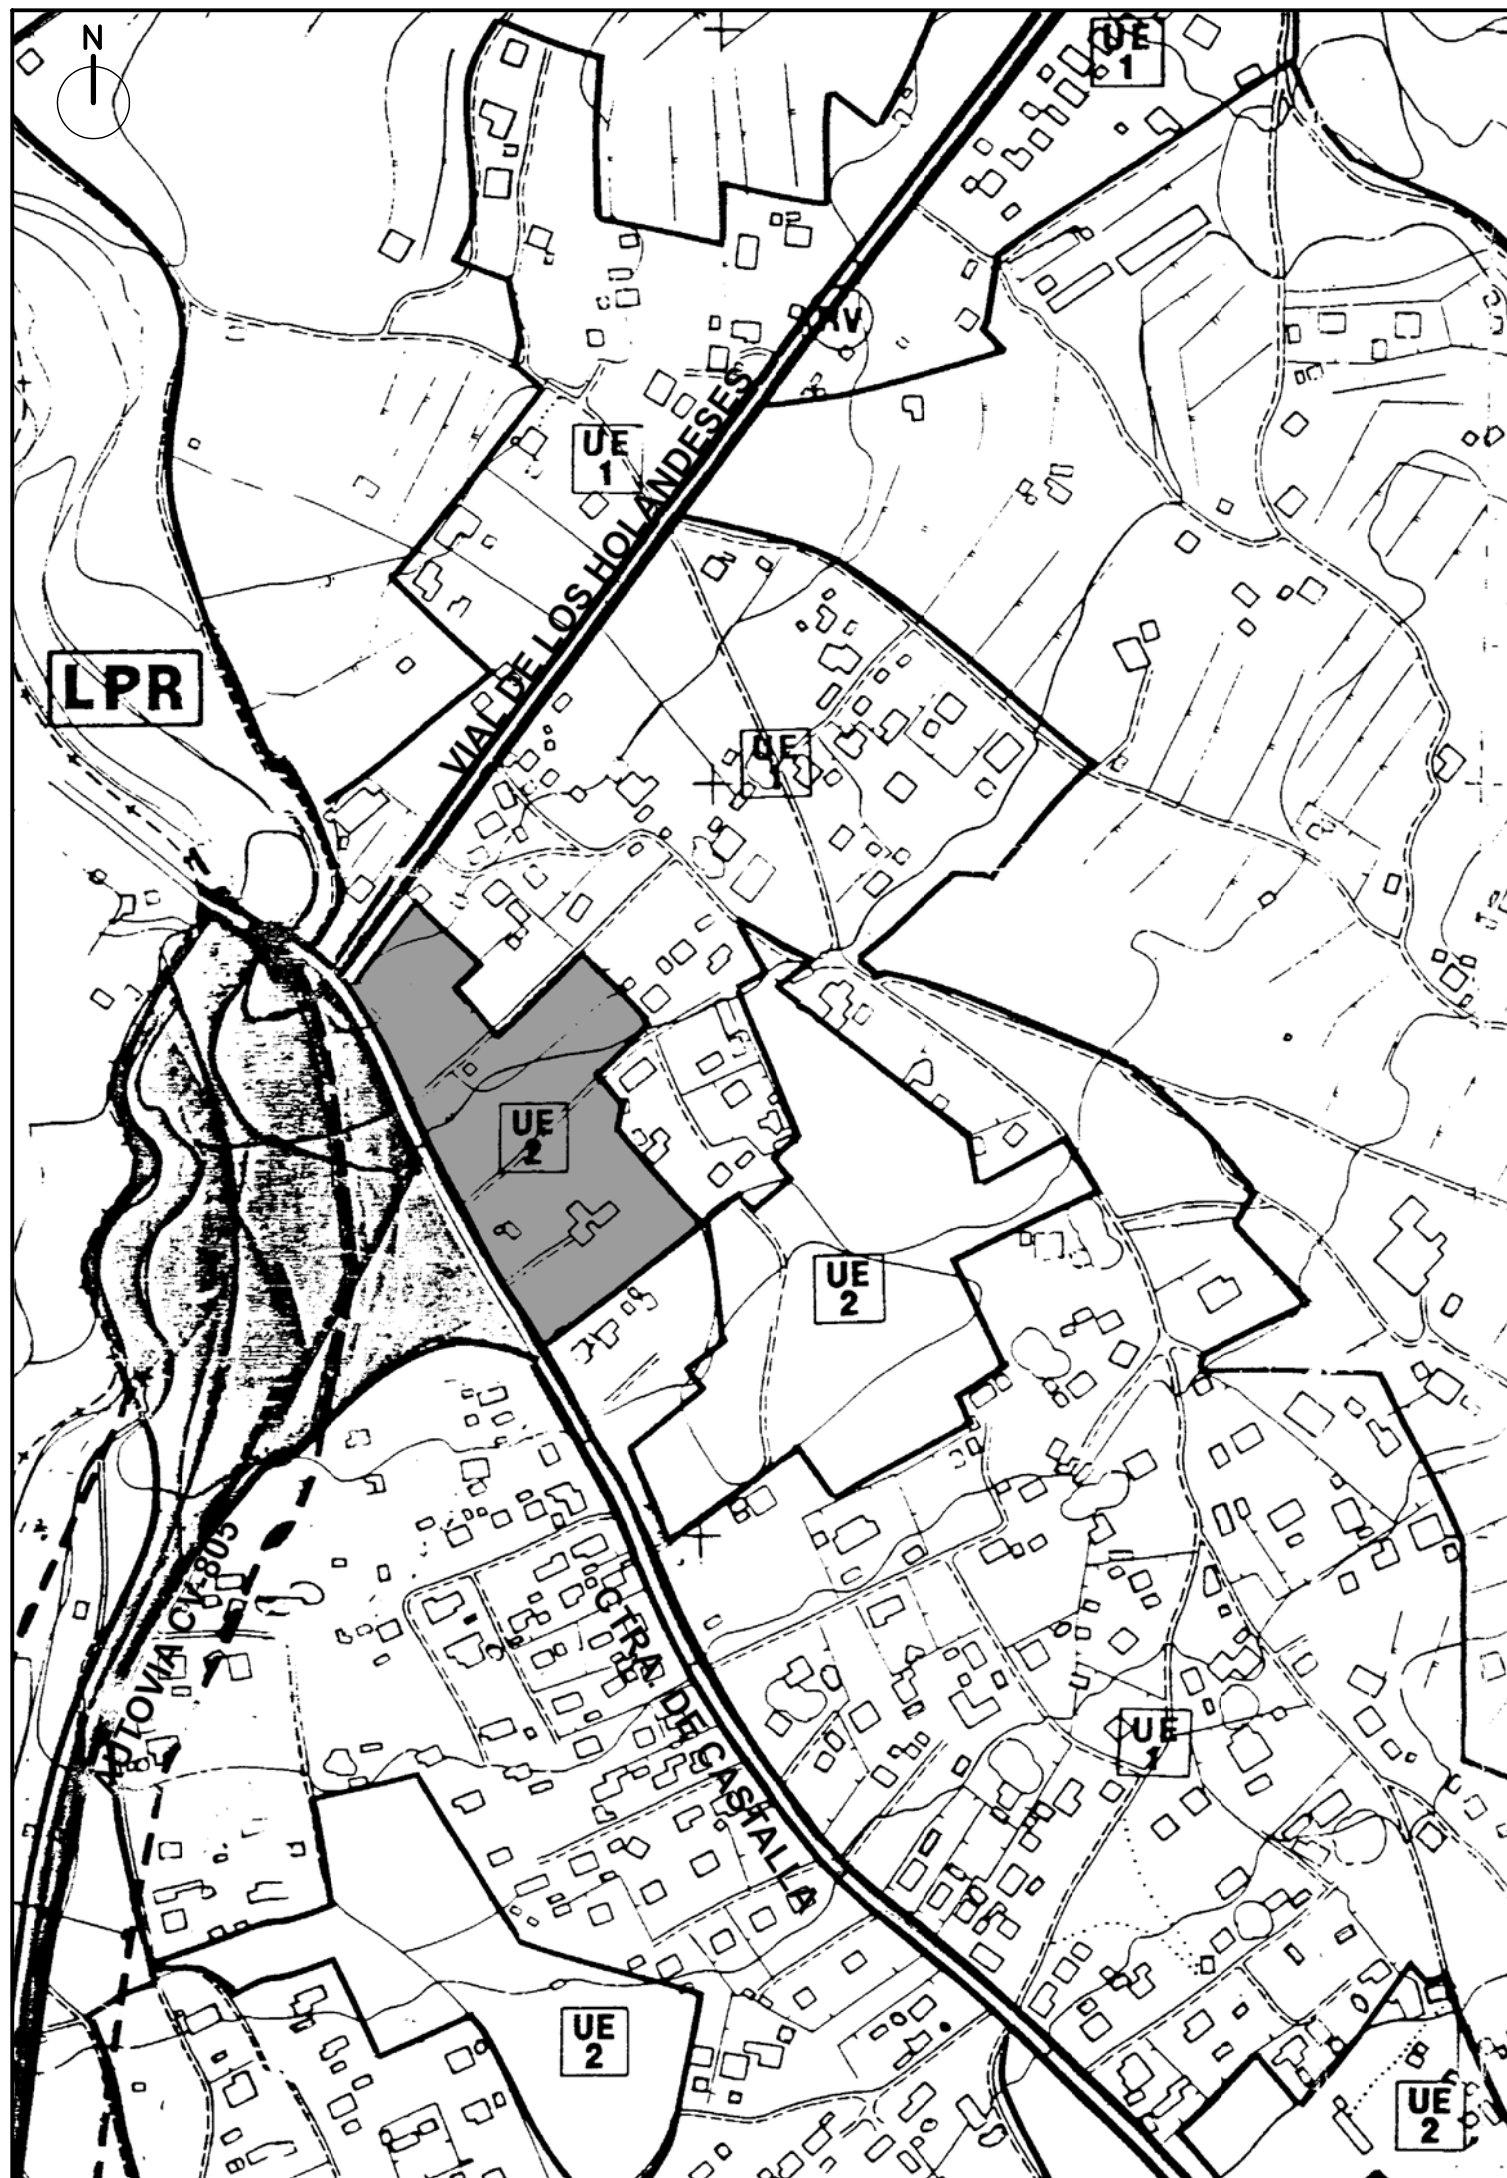 N
UE
1
RV
UE
1
VIAL DE LOS HOLANDESES
LPR
UE
1
UE
2
UE
2
AUTOVIA CV-805
CTRA. DE CASTALLA
UE
1
UE
2
UE
2